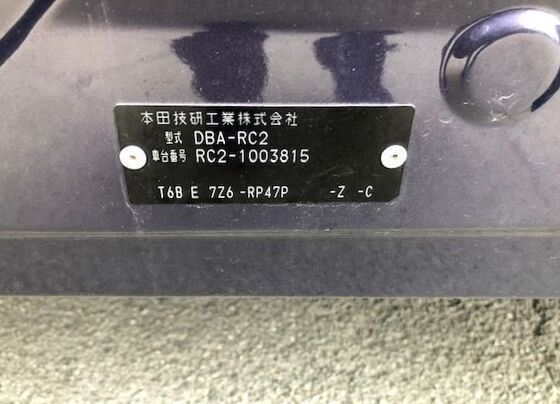 本田技研工業株式会社
型式 DBA-RC2
車台番号 RC2-1003815
T6B E 7Z6-RP47P -Z -C